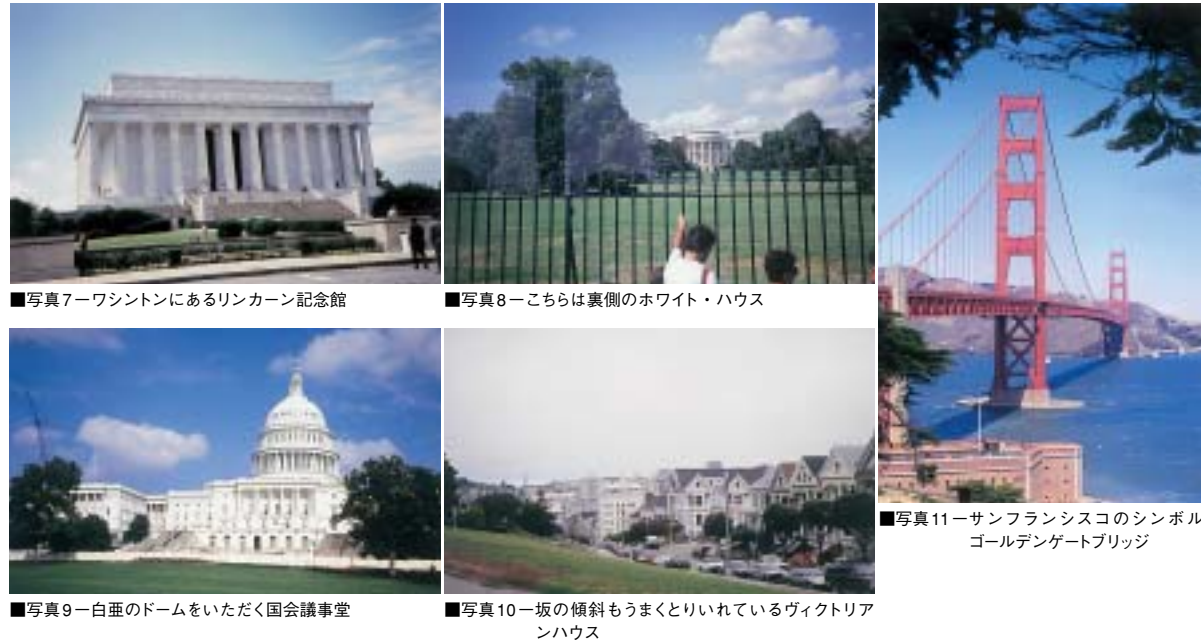 ■写真7ーワシントンにあるリンカーン記念館
■写真8ーこちらは裏側のホワイト・ハウス
■写真9ー白亜のドームをいただく国会議事堂
■写真10ー坂の傾斜もうまくとりいれているヴィクトリア
ンハウス
■写真11ーサンフランシスコのシンボル
ゴールデンゲートブリッジ